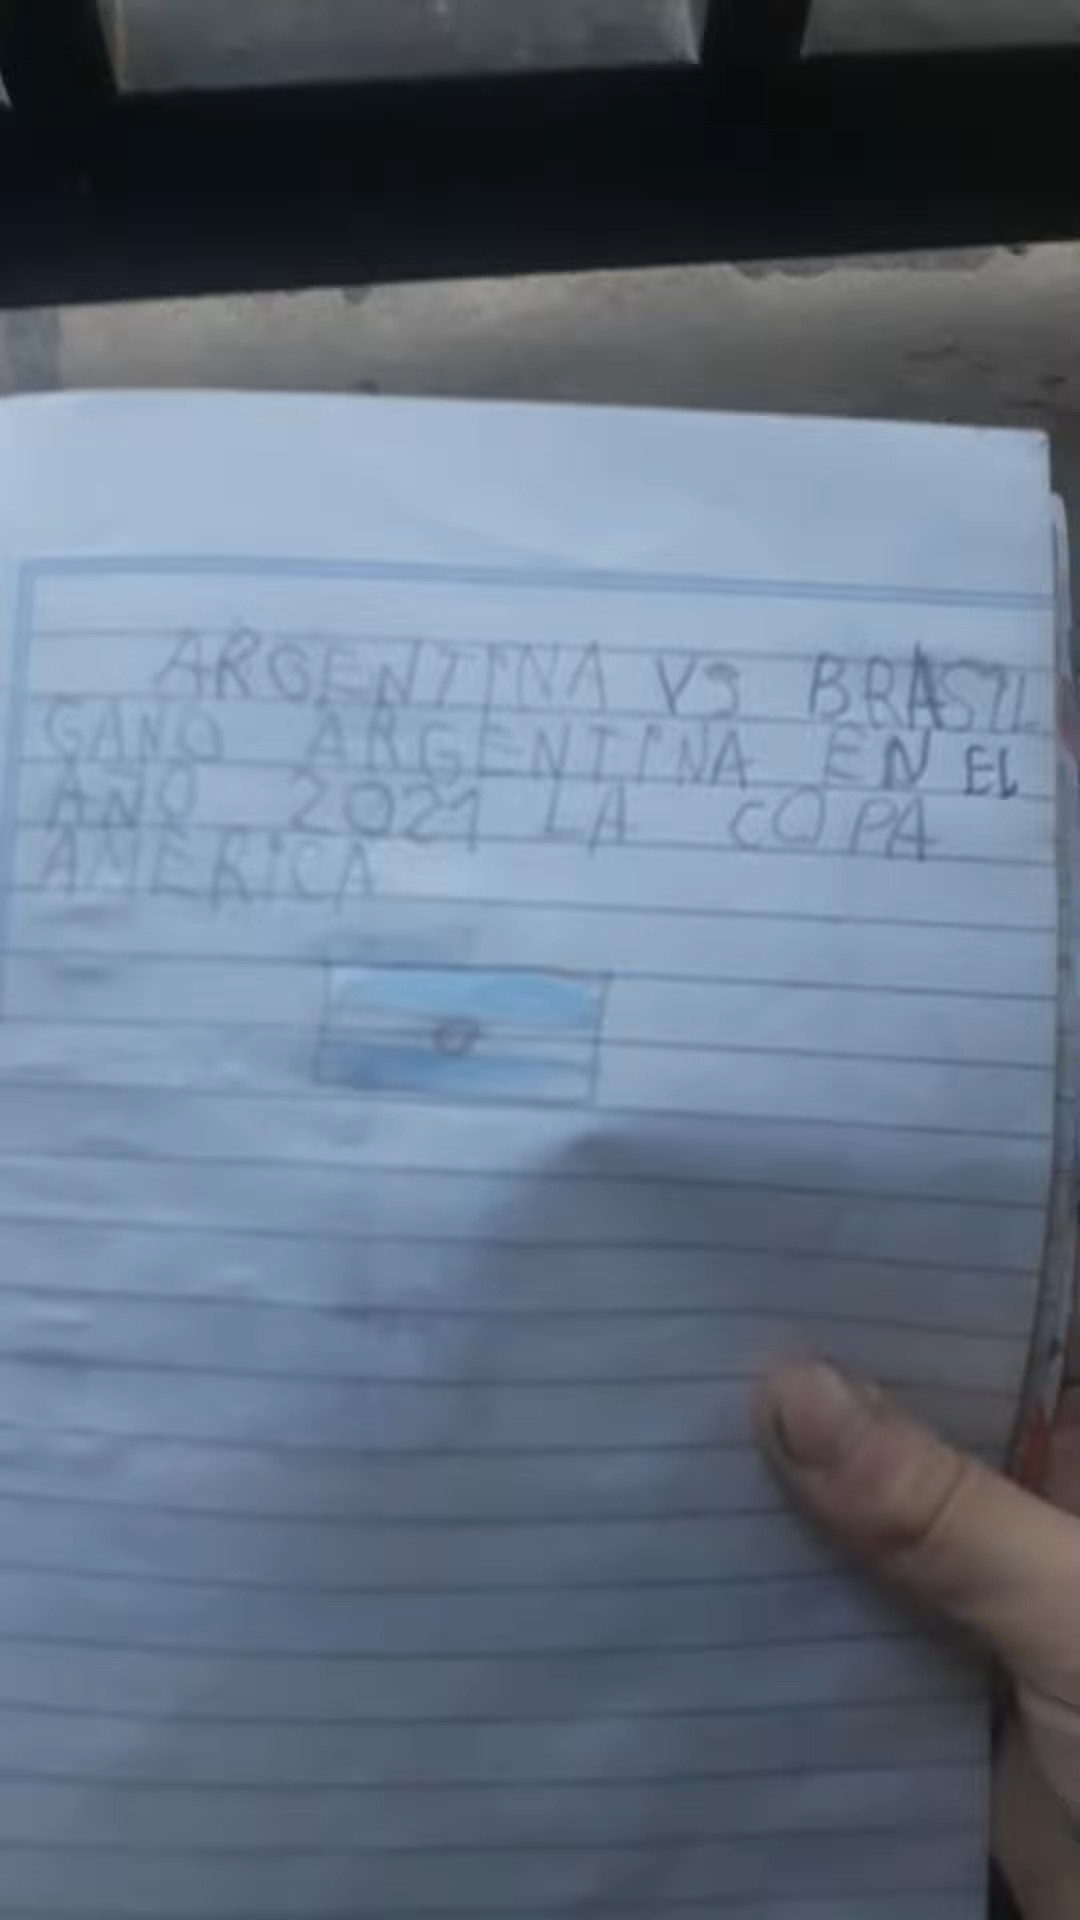 ARGENTINA VS BRASIL
GANO ARGENTINA EN EL
AÑO 2021 LA COPA
AMERICA